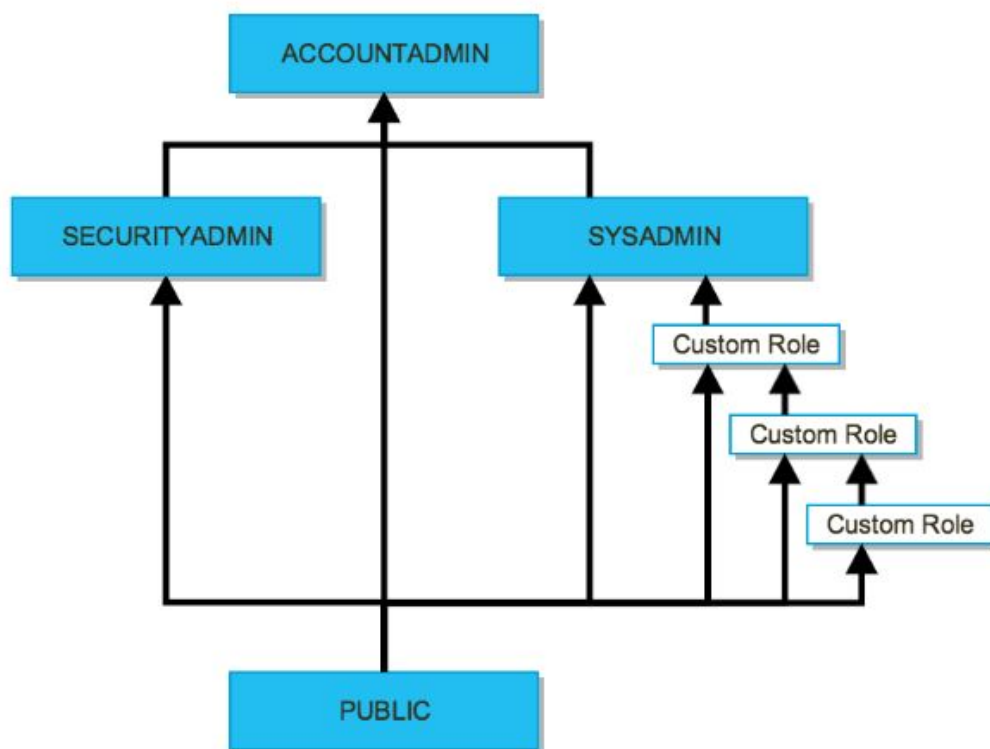 ACCOUNTADMIN
SECURITYADMIN
SYSADMIN
Custom Role
Custom Role
Custom Role
PUBLIC